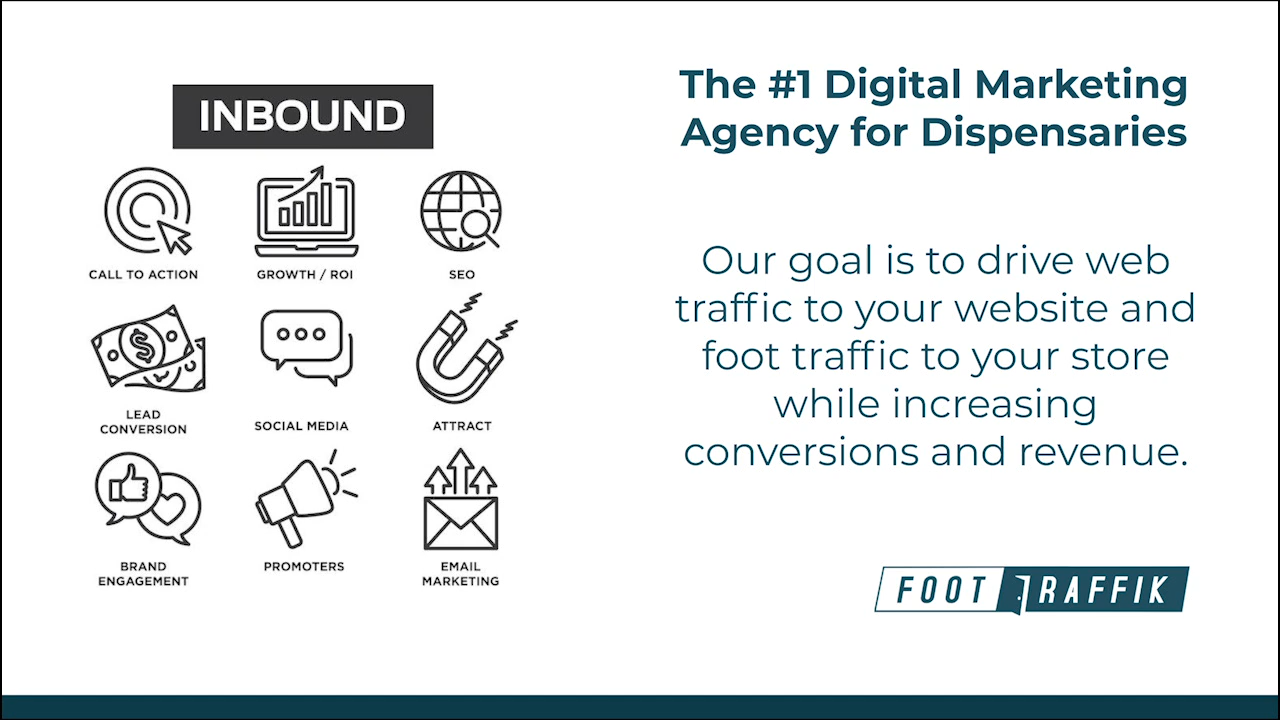 INBOUND
CALL TO ACTION
GROWTH / ROI
SEO
LEAD
CONVERSION
SOCIAL MEDIA
ATTRACT
BRAND
ENGAGEMENT
PROMOTERS
EMAIL
MARKETING
The #1 Digital Marketing
Agency for Dispensaries
Our goal is to drive web
traffic to your website and
foot traffic to your store
while increasing
conversions and revenue.
FOOT TRAFFIK